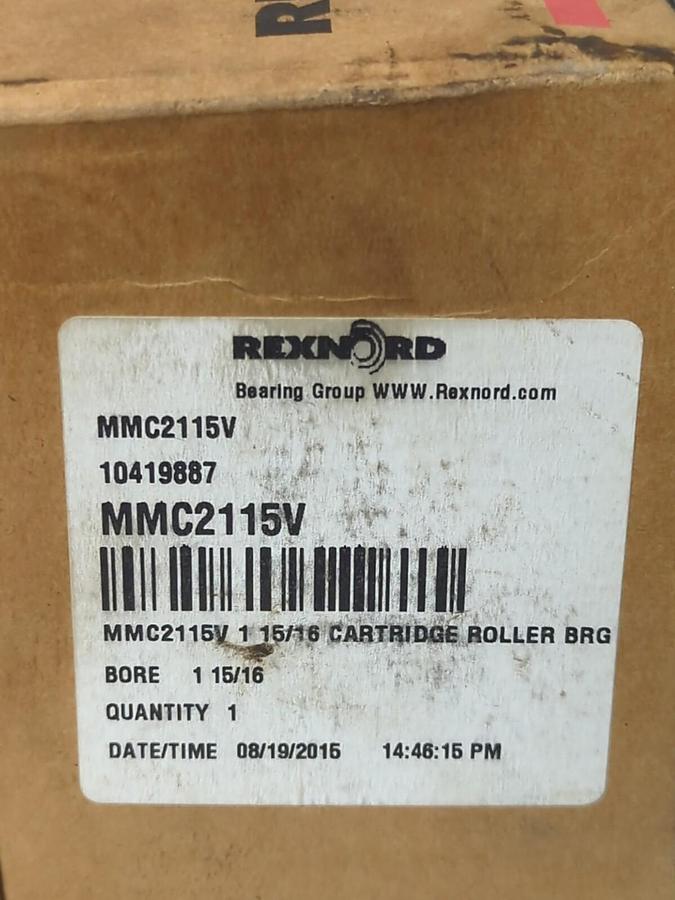 REXNORD
Bearing Group WWW.Rexnord.com
MMC2115V
10419887
MMC2115V
MMC2115V 1 15/16 CARTRIDGE ROLLER BRG
BORE 1 15/16
QUANTITY 1
DATE/TIME 08/19/2015 14:46:15 PM